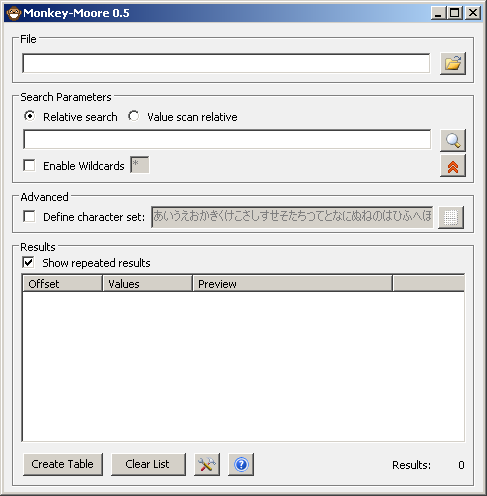 Monkey-Moore 0.5
File
Search Parameters
Relative search Value scan relative
Enable Wildcards *
Advanced
Define character set: あいうえおかきくけこさしすせそたちつてとなにぬねのはひふへほ
Results
Show repeated results
Offset Values Preview
Create Table Clear List ? Results: 0